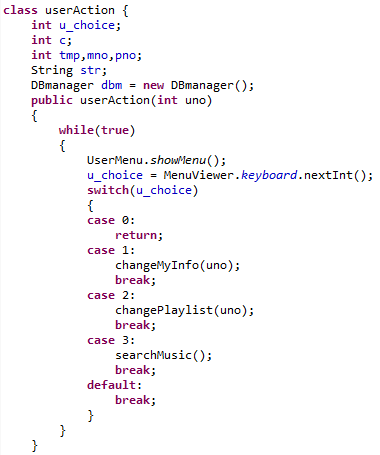 class userAction {
    int u_choice;
    int c;
    int tmp,mno,pno;
    String str;
    DBmanager dbm = new DBmanager();
    public userAction(int uno)
    {
        while(true)
        {
            UserMenu.showMenu();
            u_choice = MenuViewer.keyboard.nextInt();
            switch(u_choice)
            {
            case 0:
                return;
            case 1:
                changeMyInfo(uno);
                break;
            case 2:
                changePlaylist(uno);
                break;
            case 3:
                searchMusic();
                break;
            default:
                break;
            }
        }
    }